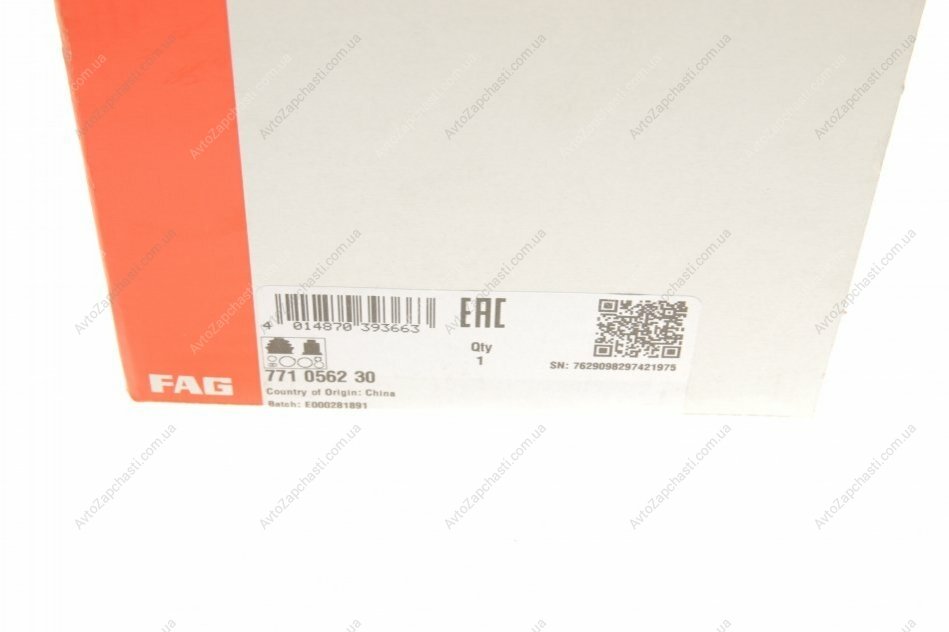 4 014870 393663
EAC
Qty
1
SN: 7629098297421975
771 0562 30
Country of Origin: China
Batch: E000281891
FAG
AvtoZapchasti.com.ua